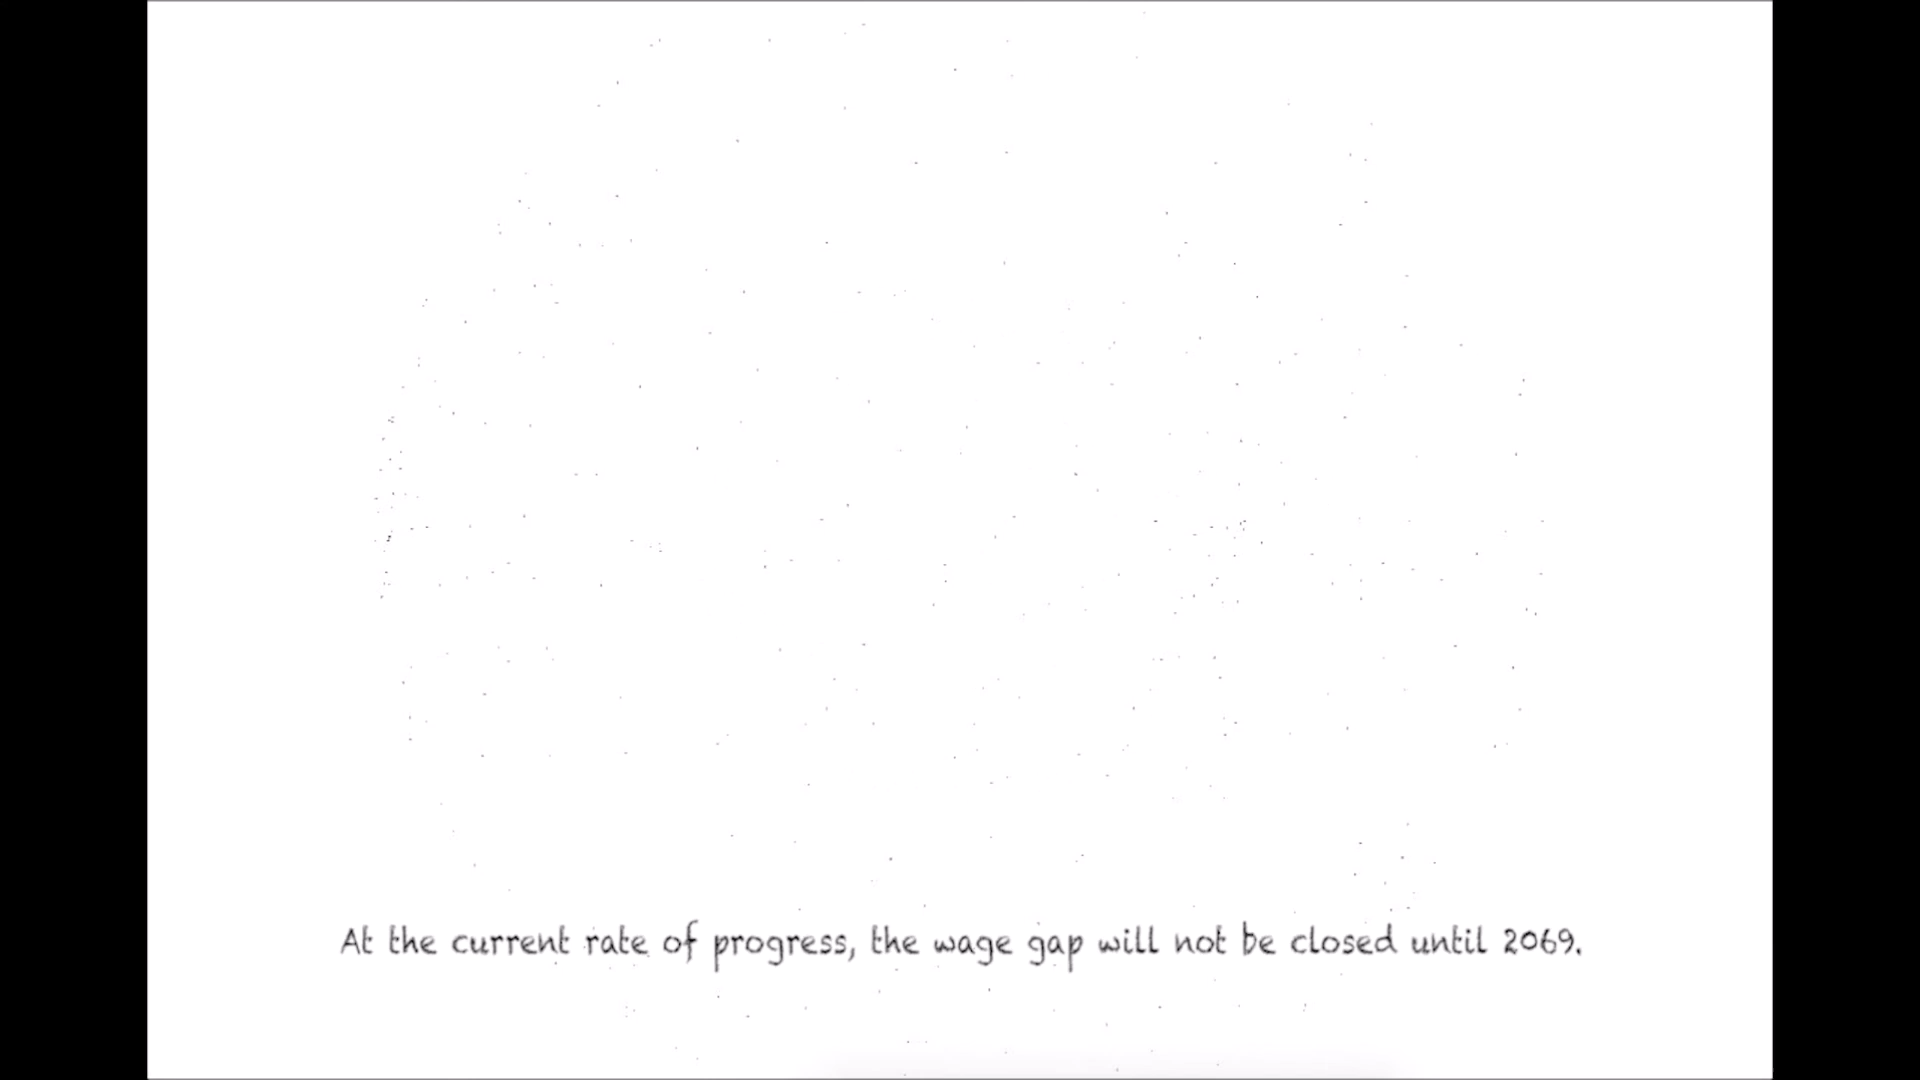 At the current rate of progress, the wage gap will not be closed until 2069.